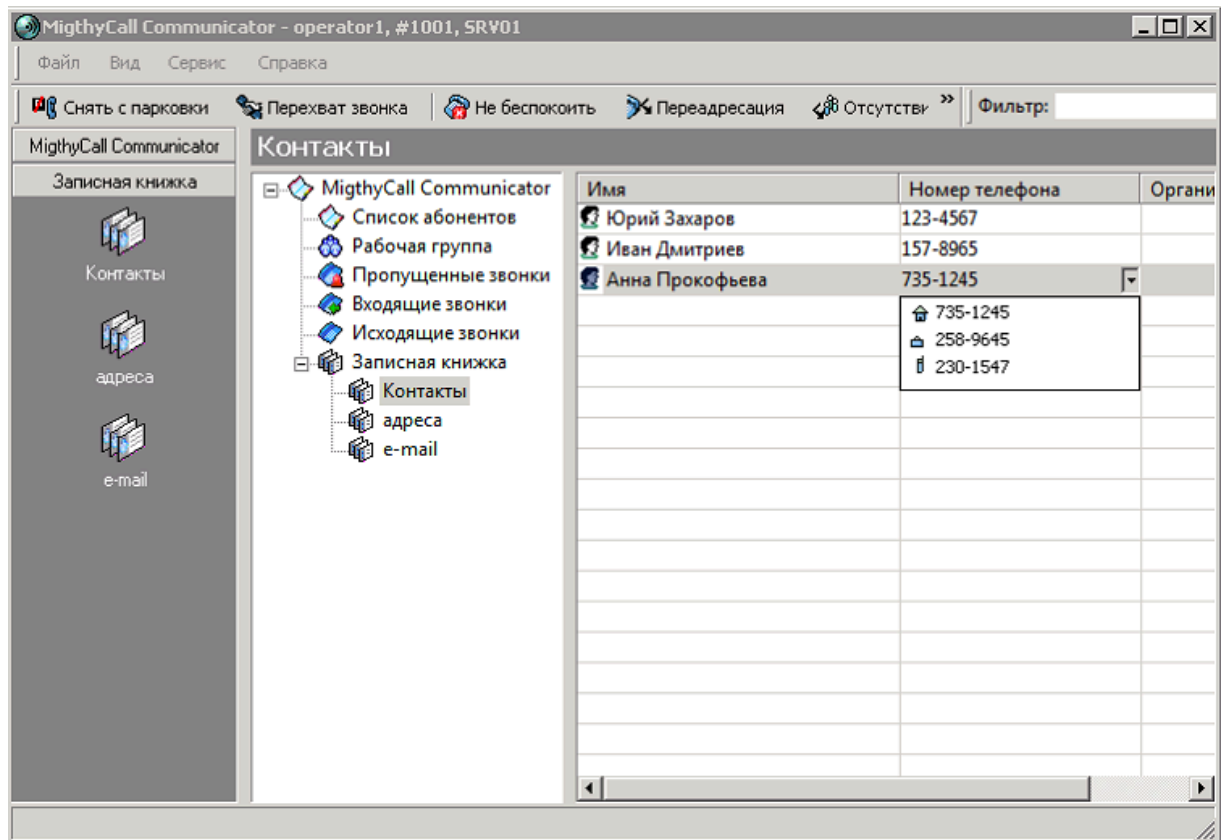 MigthyCall Communicator - operator1, #1001, SRV01
Файл Вид Сервис Справка
Снять с парковки Перехват звонка Не беспокоить Переадресация Отсутстви » Фильтр:
MigthyCall Communicator
Записная книжка
Контакты
адреса
e-mail
Контакты
MigthyCall Communicator
Список абонентов
Рабочая группа
Пропущенные звонки
Входящие звонки
Исходящие звонки
Записная книжка
Контакты
адреса
e-mail
Имя Номер телефона Органи
Юрий Захаров 123-4567
Иван Дмитриев 157-8965
Анна Прокофьева 735-1245
735-1245
258-9645
230-1547